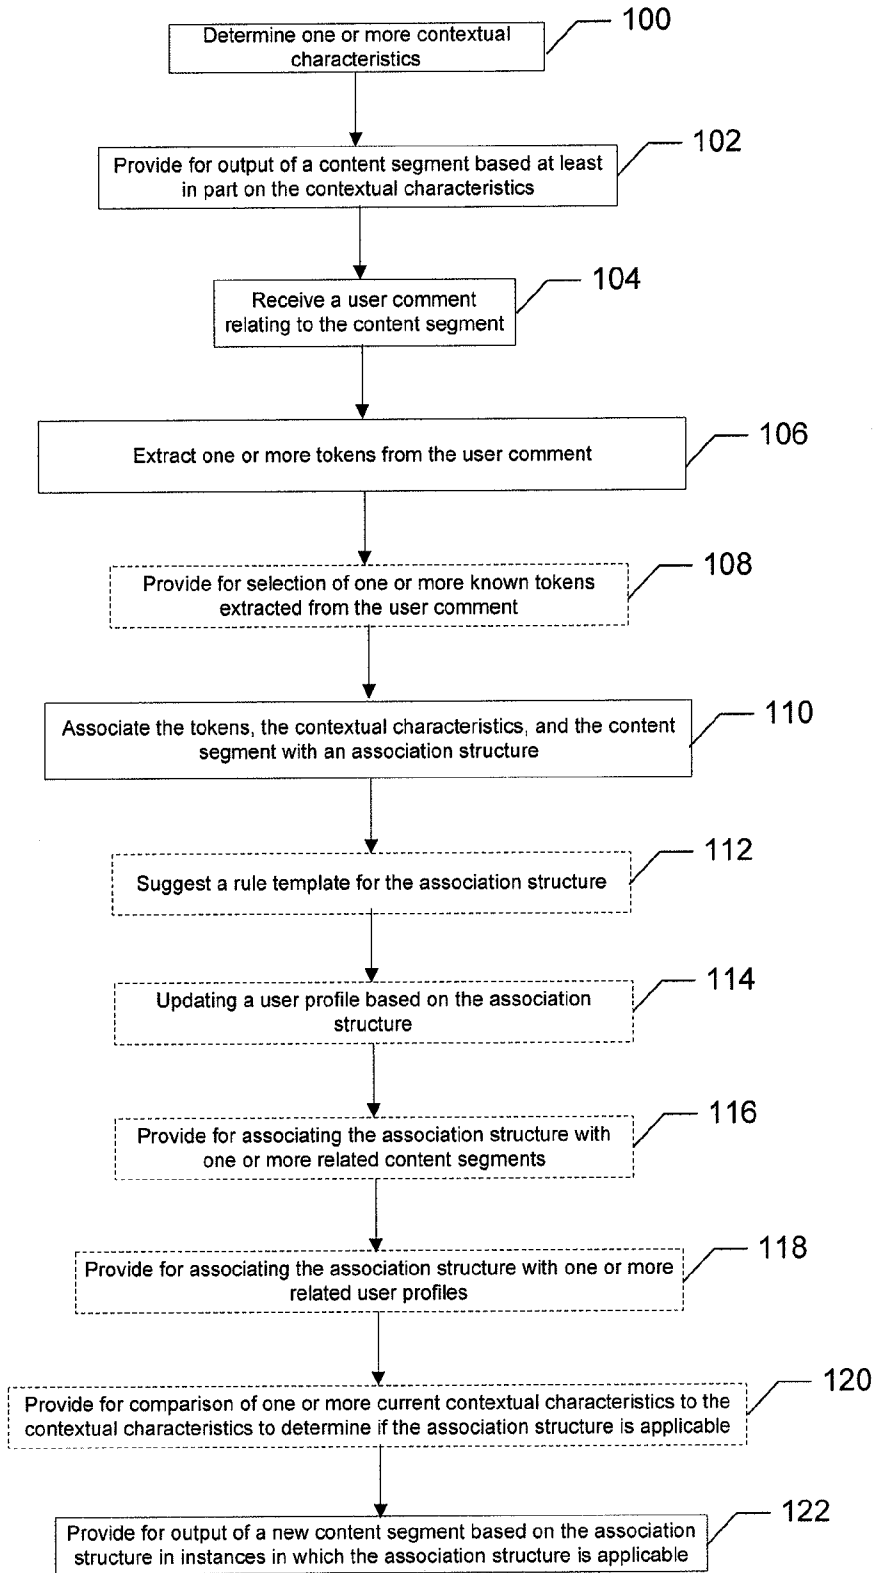 100
Determine one or more contextual
characteristics
102
Provide for output of a content segment based at least
in part on the contextual characteristics
104
Receive a user comment
relating to the content segment
106
Extract one or more tokens from the user comment
108
Provide for selection of one or more known tokens
extracted from the user comment
110
Associate the tokens, the contextual characteristics, and the content
segment with an association structure
112
Suggest a rule template for the association structure
114
Updating a user profile based on the association
structure
116
Provide for associating the association structure with
one or more related content segments
118
Provide for associating the association structure with one or more
related user profiles
120
Provide for comparison of one or more current contextual characteristics to the
contextual characteristics to determine if the association structure is applicable
122
Provide for output of a new content segment based on the association
structure in instances in which the association structure is applicable